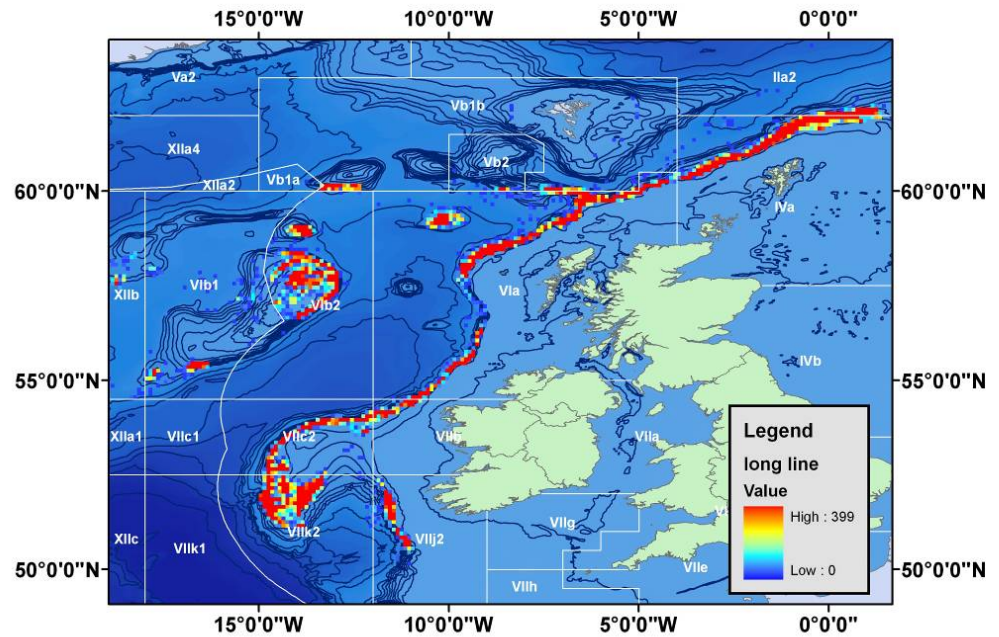 15°0'0"W 10°0'0"W 5°0'0"W 0°0'0"
Va2
IIa2
Vb1b
XIIa4
Vb2
Vb1a
XIIa2
60°0'0"N 60°0'0"N
IVa
VIb1
XIIb
VIb2
VIa
IVb
55°0'0"N 55°0'0"N
XIIa1 VIIc1 VIIc2 VIIb VIIa
XIIc VIIk1
VIIk2
VIIj2
VIIg
VIIe
VIIh
50°0'0"N 50°0'0"N
Legend
long line
Value
High : 399
Low : 0
15°0'0"W 10°0'0"W 5°0'0"W 0°0'0"